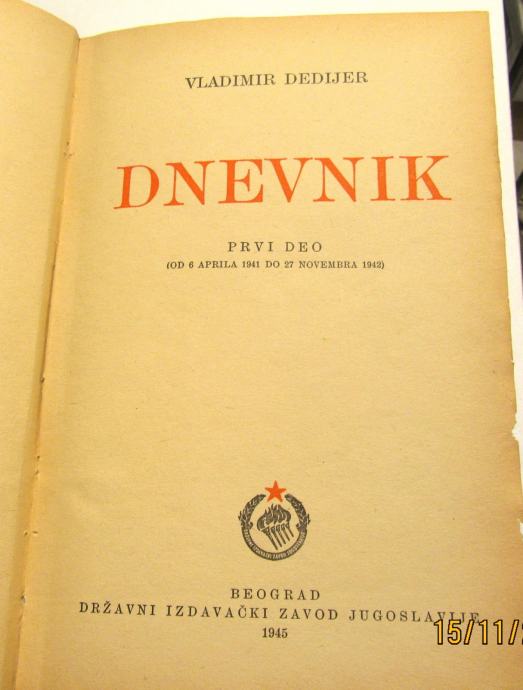 VLADIMIR DEDIJER
DNEVNIK
PRVI DEO
(OD 6 APRILA 1941 DO 27 NOVEMBRA 1942)
BEOGRAD
DRŽAVNI IZDAVAČKI ZAVOD JUGOSLAVIJE
1945
15/11/2